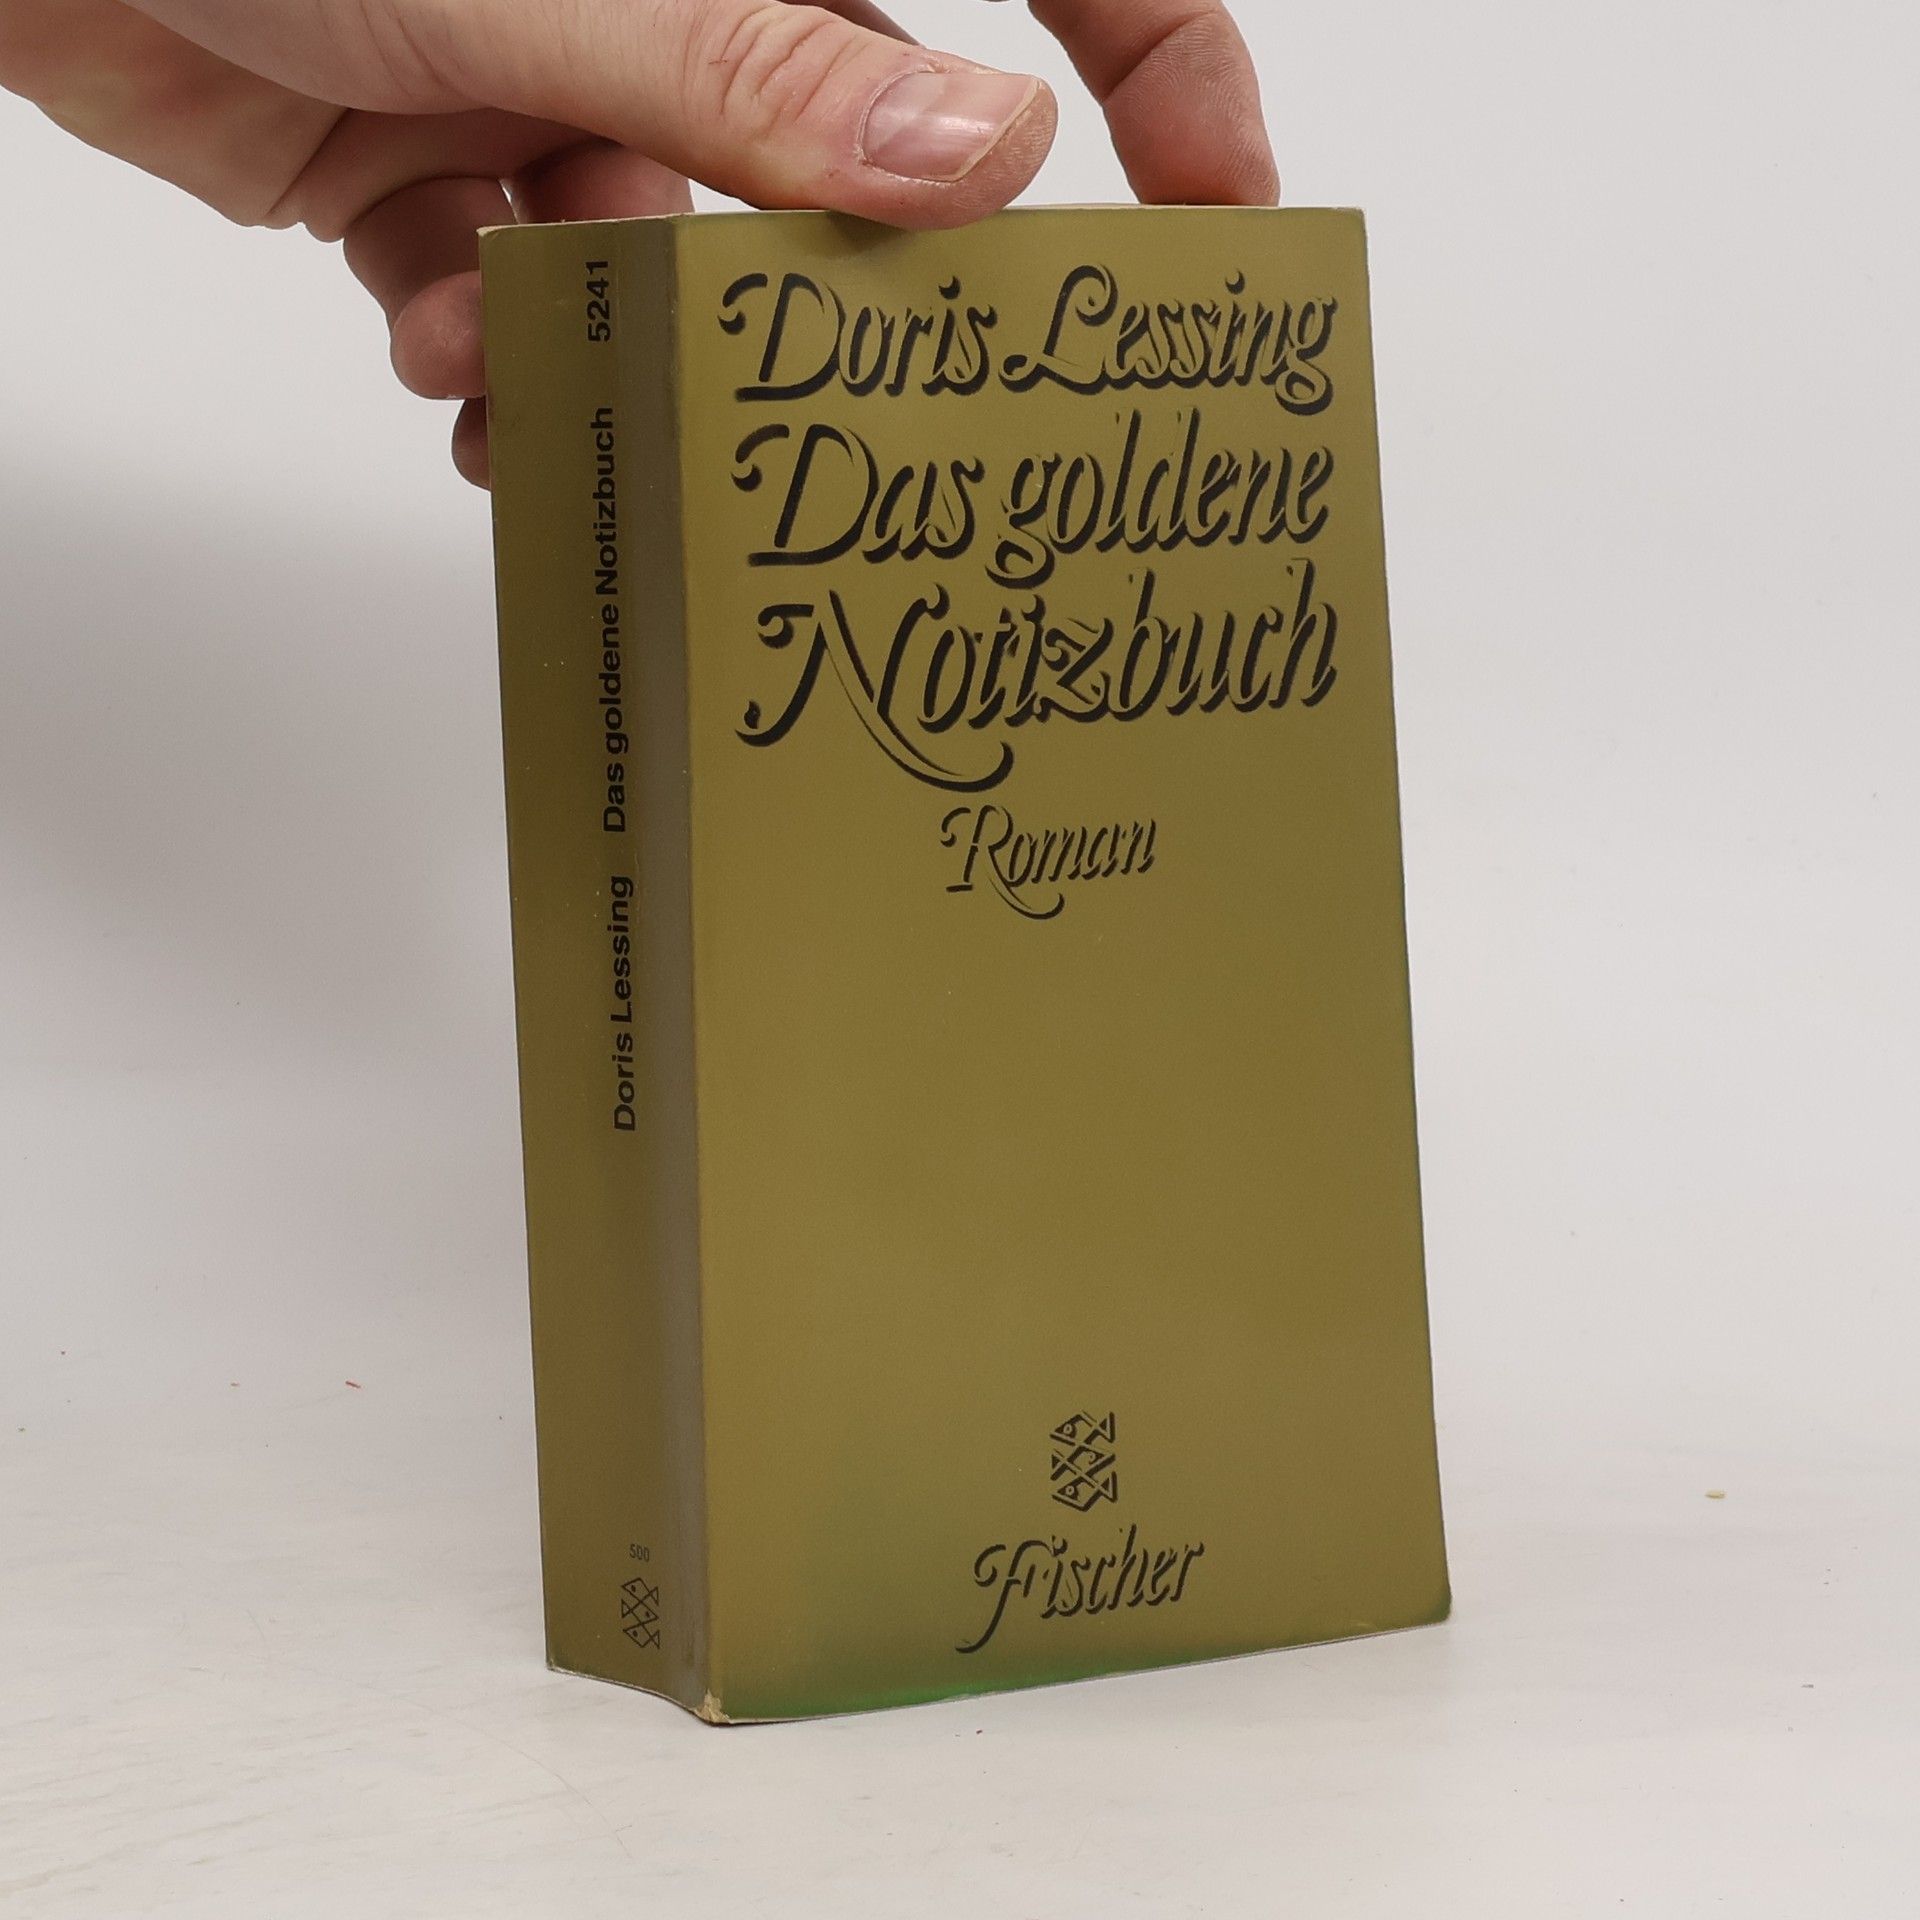 Doris Lessing
Das goldene
Notizbuch
Roman
Fischer
Doris Lessing Das goldene Notizbuch 5241
500